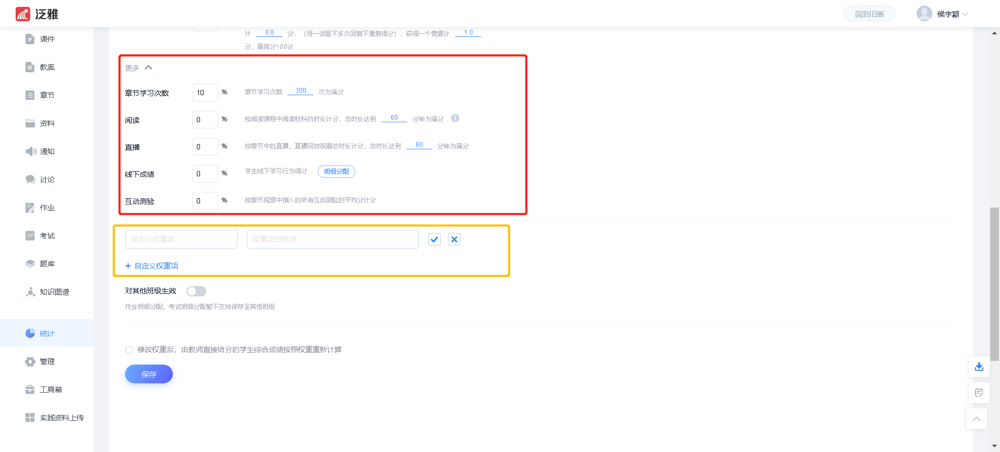 泛雅
回到旧版
侯宇颖
课件
教案
章节
资料
通知
讨论
作业
考试
题库
知识图谱
统计
管理
工具箱
实践资料上传
计 0.0 分，（同一话题下多次回复不重复得分），获得一个赞累计 1.0
分，最高分100分
更多
章节学习次数 10 % 章节学习次数 300 次为满分
阅读 0 % 按阅读课程中阅读材料的时长计分，总时长达到 60 分钟为满分
直播 0 % 按章节中的直播、直播回放观看总时长计分，总时长达到 60 分钟为满分
线下成绩 0 % 学生线下学习行为得分 明细分配
互动测验 0 % 按章节视频中插入的所有互动测验的平均分计分
自定义权重项 权重项目描述
+ 自定义权重项
对其他班级生效
作业明细分配、考试明细分配暂不支持保存至其他班级
修改权重后，由教师直接给分的学生综合成绩按照权重重新计算
保存